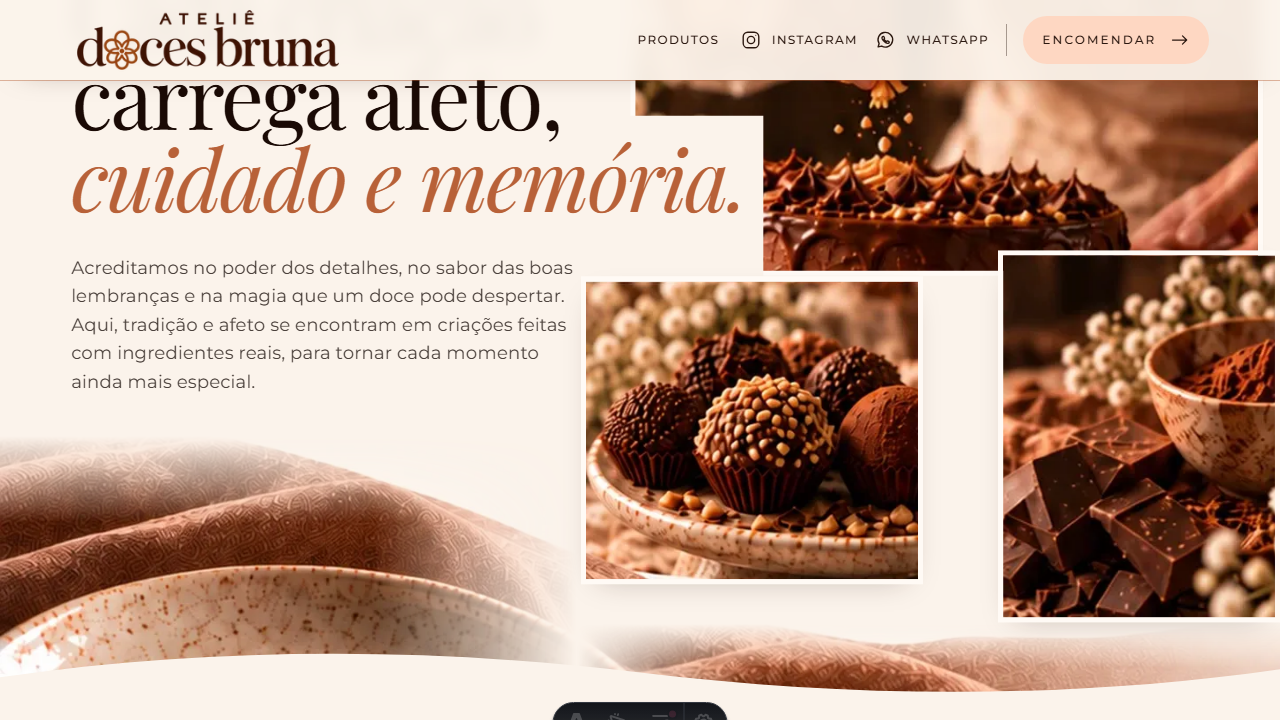 ATELIÊ
doces bruna
PRODUTOS
INSTAGRAM
WHATSAPP
ENCOMENDAR
carrega afeto,
cuidado e memória.
Acreditamos no poder dos detalhes, no sabor das boas
lembranças e na magia que um doce pode despertar.
Aqui, tradição e afeto se encontram em criações feitas
com ingredientes reais, para tornar cada momento
ainda mais especial.